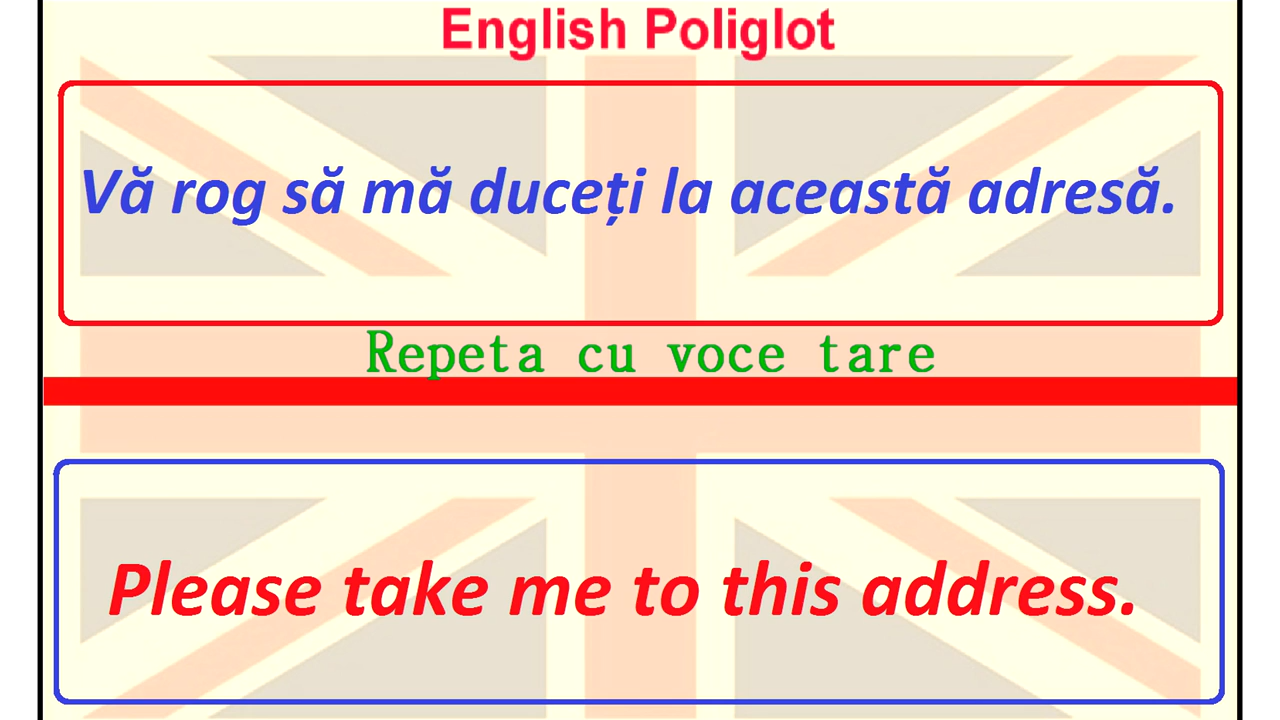 English Poliglot
Vă rog să mă duceți la această adresă.
Repeta cu voce tare
Please take me to this address.